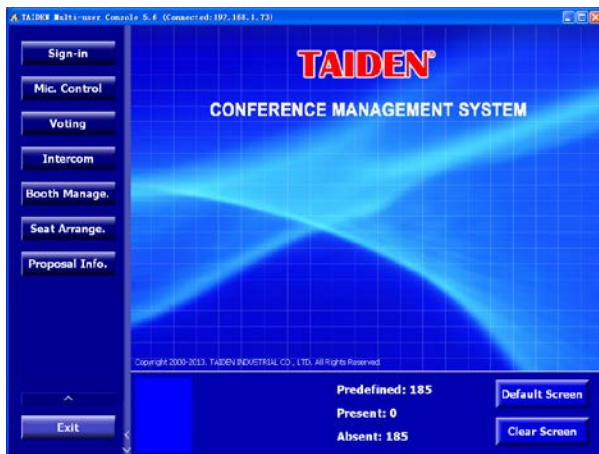 TAIDEN Multi-user Console 5.6 (Connected:192.168.1.73)
Sign-in
Mic. Control
Voting
Intercom
Booth Manage.
Seat Arrange.
Proposal Info.
Exit
TAIDEN®
CONFERENCE MANAGEMENT SYSTEM
Copyright 2000-2013. TAIDEN INDUSTRIAL CO., LTD. All Rights Reserved.
Predefined: 185
Present: 0
Absent: 185
Default Screen
Clear Screen